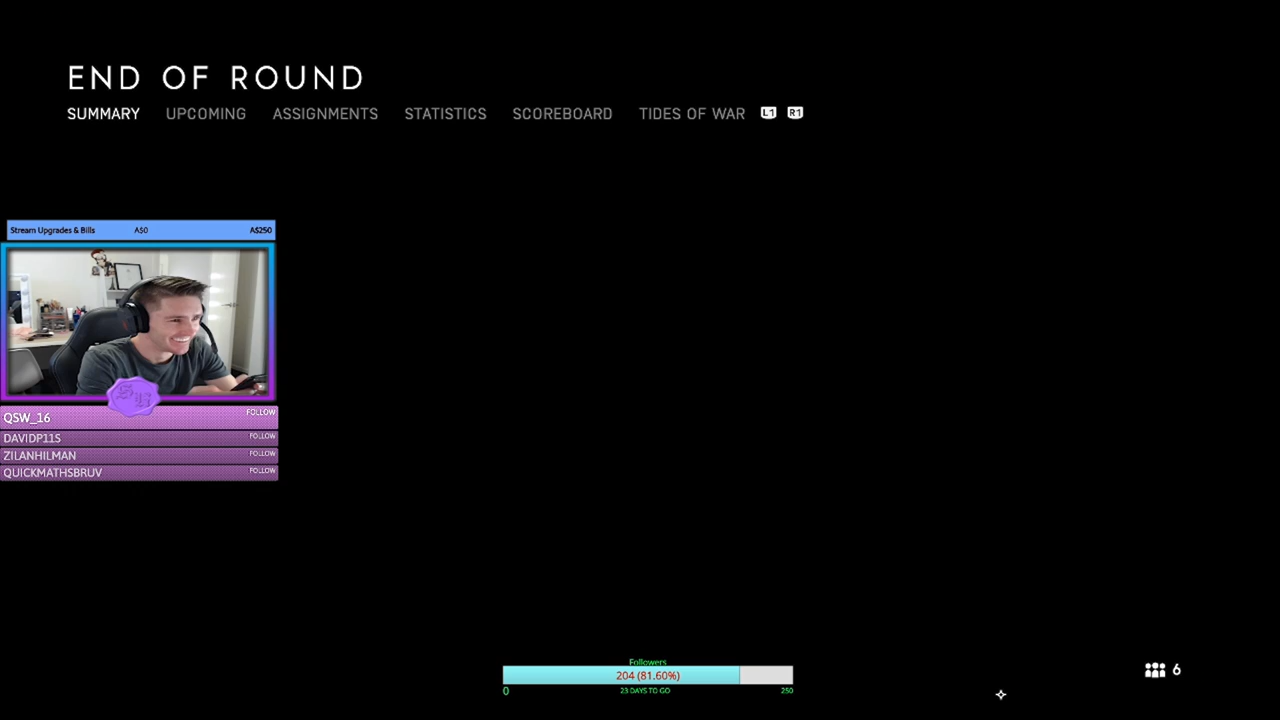 END OF ROUND
SUMMARY UPCOMING ASSIGNMENTS STATISTICS SCOREBOARD TIDES OF WAR L1 R1
Stream Upgrades & Bills A$0 A$250
QSW_16 FOLLOW
DAVIDP11S FOLLOW
ZILANHILMAN FOLLOW
QUICKMATHSBRUV FOLLOW
Followers
204 (81.60%)
0 23 DAYS TO GO 250
6